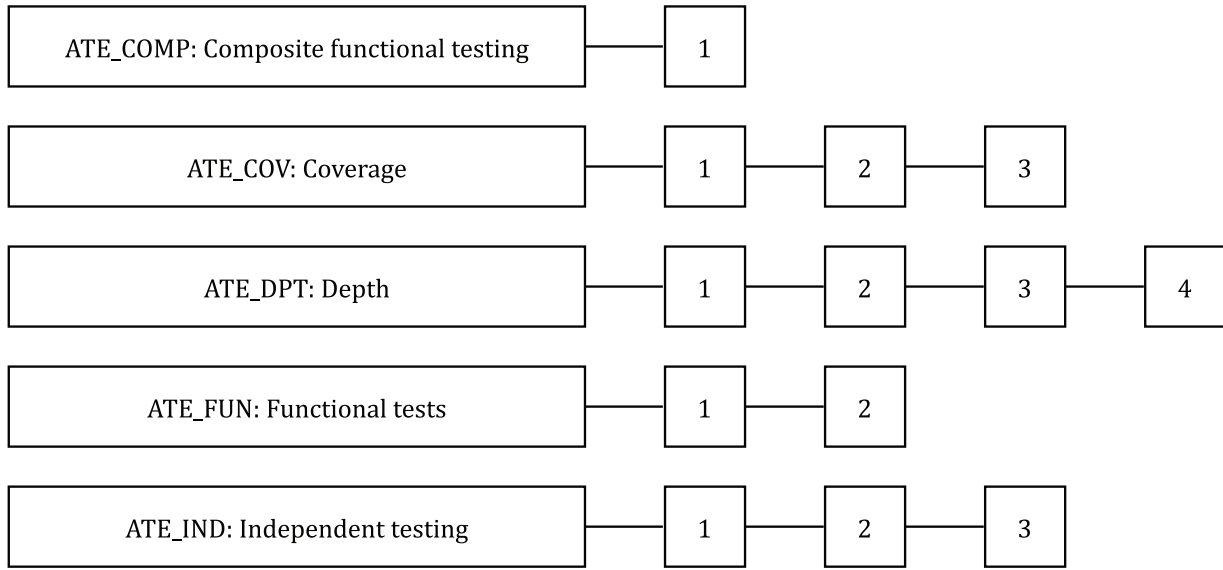 ATE_COMP: Composite functional testing 1
ATE_COV: Coverage 1 2 3
ATE_DPT: Depth 1 2 3 4
ATE_FUN: Functional tests 1 2
ATE_IND: Independent testing 1 2 3